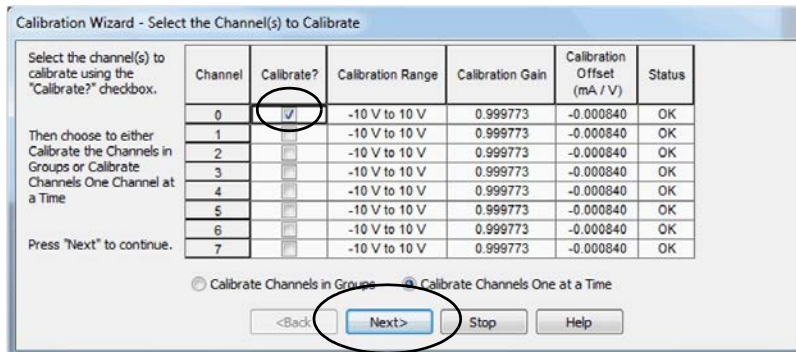 Calibration Wizard - Select the Channel(s) to Calibrate
Select the channel(s) to
calibrate using the
"Calibrate?" checkbox.
Then choose to either
Calibrate the Channels in
Groups or Calibrate
Channels One Channel at
a Time
Press "Next" to continue.
Channel Calibrate? Calibration Range Calibration Gain Calibration Offset (mA / V) Status
0 -10 V to 10 V 0.999773 -0.000840 OK
1 -10 V to 10 V 0.999773 -0.000840 OK
2 -10 V to 10 V 0.999773 -0.000840 OK
3 -10 V to 10 V 0.999773 -0.000840 OK
4 -10 V to 10 V 0.999773 -0.000840 OK
5 -10 V to 10 V 0.999773 -0.000840 OK
6 -10 V to 10 V 0.999773 -0.000840 OK
7 -10 V to 10 V 0.999773 -0.000840 OK
Calibrate Channels in Groups Calibrate Channels One at a Time
<Back Next> Stop Help